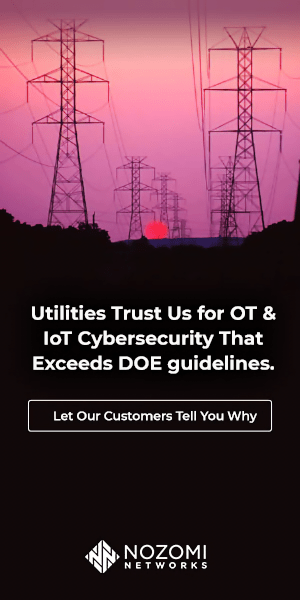 Utilities Trust Us for OT &
IoT Cybersecurity That
Exceeds DOE guidelines.
Let Our Customers Tell You Why
NOZOMI
NETWORKS